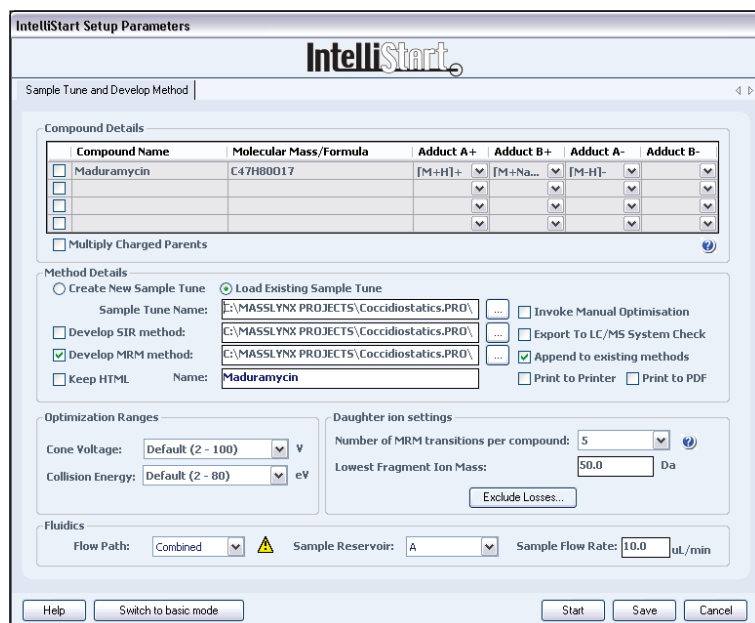 IntelliStart Setup Parameters
IntelliStart
Sample Tune and Develop Method
Compound Details
Compound Name Molecular Mass/Formula Adduct A+ Adduct B+ Adduct A- Adduct B-
Maduramycin C47H80O17 [M+H]+ [M+Na... [M-H]-
Multiply Charged Parents
Method Details
Create New Sample Tune Load Existing Sample Tune
Sample Tune Name: C:\MASSLYNX PROJECTS\Coccidiostatics.PRO\ ... Invoke Manual Optimisation
Develop SIR method: C:\MASSLYNX PROJECTS\Coccidiostatics.PRO\ Export To LC/MS System Check
Develop MRM method: C:\MASSLYNX PROJECTS\Coccidiostatics.PRO\ ... Append to existing methods
Keep HTML Name: Maduramycin Print to Printer Print to PDF
Optimization Ranges
Cone Voltage: Default (2 - 100) V
Collision Energy: Default (2 - 80) eV
Daughter ion settings
Number of MRM transitions per compound: 5
Lowest Fragment Ion Mass: 50.0 Da
Exclude Losses...
Fluidics
Flow Path: Combined Sample Reservoir: A Sample Flow Rate: 10.0 uL/min
Help Switch to basic mode Start Save Cancel